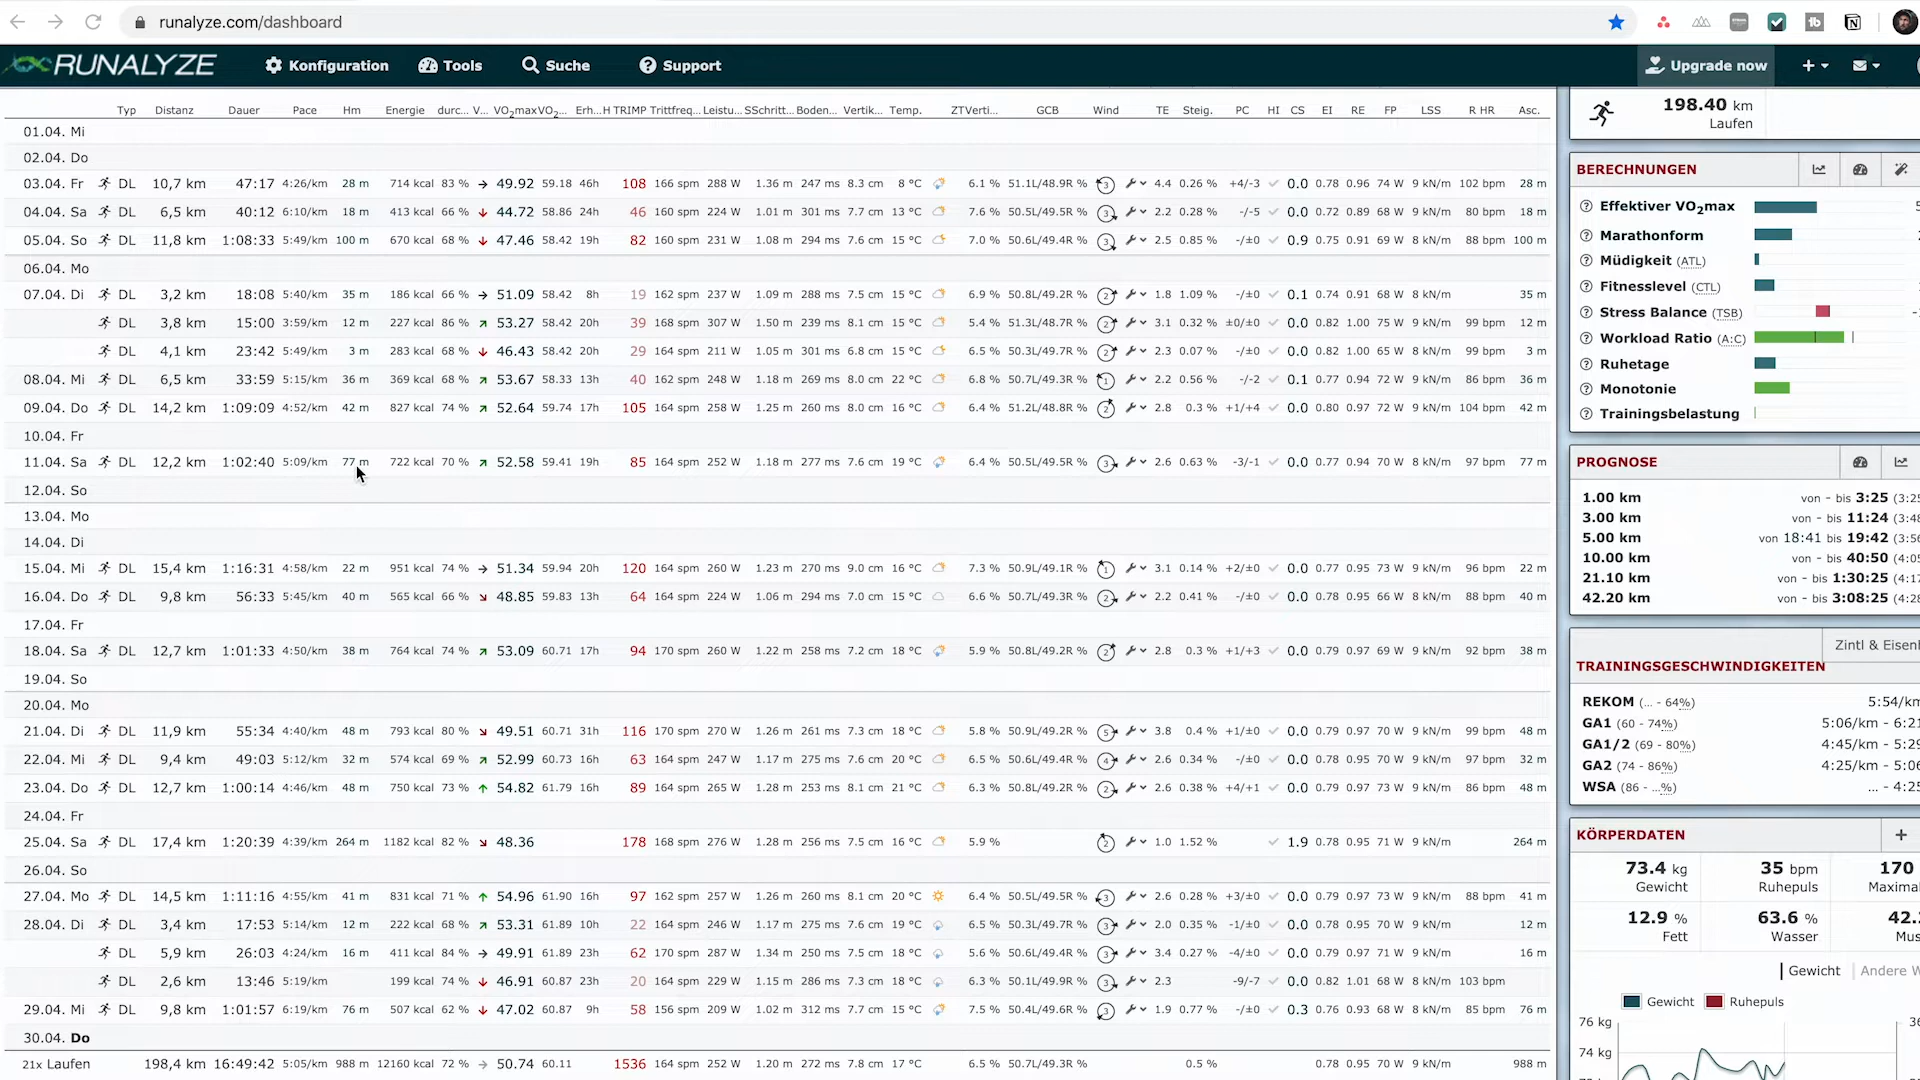 runalyze.com/dashboard
RUNALYZE Konfiguration Tools Suche Support Upgrade now
Typ Distanz Dauer Pace Hm Energie durc... V... VO2max VO2... Erh... H TRIMP Trittfreq... Leistu... SSchritt... Boden... Vertik... Temp. ZTVerti... GCB Wind TE Steig. PC HI CS EI RE FP LSS R HR Asc.
01.04. Mi
02.04. Do
03.04. Fr DL 10,7 km 47:17 4:26/km 28 m 714 kcal 83 % 49.92 59.18 46h 108 166 spm 288 W 1.36 m 247 ms 8.3 cm 8 °C 6.1 % 51.1L/48.9R % 3 4.4 0.26 % +4/-3 0.0 0.78 0.96 74 W 9 kN/m 102 bpm 28 m
04.04. Sa DL 6,5 km 40:12 6:10/km 18 m 413 kcal 66 % 44.72 58.86 24h 46 160 spm 224 W 1.01 m 301 ms 7.7 cm 13 °C 7.6 % 50.5L/49.5R % 3 2.2 0.28 % -/-5 0.0 0.72 0.89 68 W 9 kN/m 80 bpm 18 m
05.04. So DL 11,8 km 1:08:33 5:49/km 100 m 670 kcal 68 % 47.46 58.42 19h 82 160 spm 231 W 1.08 m 294 ms 7.6 cm 15 °C 7.0 % 50.6L/49.4R % 3 2.5 0.85 % -/±0 0.9 0.75 0.91 69 W 8 kN/m 88 bpm 100 m
06.04. Mo
07.04. Di DL 3,2 km 18:08 5:40/km 35 m 186 kcal 66 % 51.09 58.42 8h 19 162 spm 237 W 1.09 m 288 ms 7.5 cm 15 °C 6.9 % 50.8L/49.2R % 2 1.8 1.09 % -/±0 0.1 0.74 0.91 68 W 8 kN/m 35 m
DL 3,8 km 15:00 3:59/km 12 m 227 kcal 86 % 53.27 58.42 20h 39 168 spm 307 W 1.50 m 239 ms 8.1 cm 15 °C 5.4 % 51.3L/48.7R % 2 3.1 0.32 % ±0/±0 0.0 0.82 1.00 75 W 9 kN/m 99 bpm 12 m
DL 4,1 km 23:42 5:49/km 3 m 283 kcal 68 % 46.43 58.42 20h 29 164 spm 211 W 1.05 m 301 ms 6.8 cm 15 °C 6.5 % 50.3L/49.7R % 2 2.3 0.07 % -/±0 0.0 0.82 1.00 65 W 8 kN/m 99 bpm 3 m
08.04. Mi DL 6,5 km 33:59 5:15/km 36 m 369 kcal 68 % 53.67 58.33 13h 40 162 spm 248 W 1.18 m 269 ms 8.0 cm 22 °C 6.8 % 50.7L/49.3R % 1 2.2 0.56 % -/-2 0.1 0.77 0.94 72 W 9 kN/m 86 bpm 36 m
09.04. Do DL 14,2 km 1:09:09 4:52/km 42 m 827 kcal 74 % 52.64 59.74 17h 105 164 spm 258 W 1.25 m 260 ms 8.0 cm 16 °C 6.4 % 51.2L/48.8R % 2 2.8 0.3 % +1/+4 0.0 0.80 0.97 72 W 9 kN/m 104 bpm 42 m
10.04. Fr
11.04. Sa DL 12,2 km 1:02:40 5:09/km 77 m 722 kcal 70 % 52.58 59.41 19h 85 164 spm 252 W 1.18 m 277 ms 7.6 cm 19 °C 6.4 % 50.5L/49.5R % 3 2.6 0.63 % -3/-1 0.0 0.77 0.94 70 W 8 kN/m 97 bpm 77 m
12.04. So
13.04. Mo
14.04. Di
15.04. Mi DL 15,4 km 1:16:31 4:58/km 22 m 951 kcal 74 % 51.34 59.94 20h 120 164 spm 260 W 1.23 m 270 ms 9.0 cm 16 °C 7.3 % 50.9L/49.1R % 1 3.1 0.14 % +2/±0 0.0 0.77 0.95 73 W 9 kN/m 96 bpm 22 m
16.04. Do DL 9,8 km 56:33 5:45/km 40 m 565 kcal 66 % 48.85 59.83 13h 64 164 spm 224 W 1.06 m 294 ms 7.0 cm 15 °C 6.6 % 50.7L/49.3R % 2 2.2 0.41 % -/±0 0.0 0.78 0.95 66 W 8 kN/m 88 bpm 40 m
17.04. Fr
18.04. Sa DL 12,7 km 1:01:33 4:50/km 38 m 764 kcal 74 % 53.09 60.71 17h 94 170 spm 260 W 1.22 m 258 ms 7.2 cm 18 °C 5.9 % 50.8L/49.2R % 2 2.8 0.3 % +1/+3 0.0 0.79 0.97 69 W 9 kN/m 92 bpm 38 m
19.04. So
20.04. Mo
21.04. Di DL 11,9 km 55:34 4:40/km 48 m 793 kcal 80 % 49.51 60.71 31h 116 170 spm 270 W 1.26 m 261 ms 7.3 cm 18 °C 5.8 % 50.9L/49.2R % 5 3.8 0.4 % +1/±0 0.0 0.79 0.97 70 W 9 kN/m 99 bpm 48 m
22.04. Mi DL 9,4 km 49:03 5:12/km 32 m 574 kcal 69 % 52.99 60.73 16h 63 164 spm 247 W 1.17 m 275 ms 7.6 cm 20 °C 6.5 % 50.6L/49.4R % 4 2.6 0.34 % -/±0 0.0 0.79 0.95 70 W 9 kN/m 97 bpm 32 m
23.04. Do DL 12,7 km 1:00:14 4:46/km 48 m 750 kcal 73 % 54.82 61.79 16h 89 164 spm 265 W 1.28 m 253 ms 8.1 cm 21 °C 6.3 % 50.8L/49.2R % 2 2.6 0.38 % +4/+1 0.0 0.79 0.97 73 W 9 kN/m 86 bpm 48 m
24.04. Fr
25.04. Sa DL 17,4 km 1:20:39 4:39/km 264 m 1182 kcal 82 % 48.36 178 168 spm 276 W 1.28 m 256 ms 7.5 cm 16 °C 5.9 % 2 1.0 1.52 % 1.9 0.78 0.95 71 W 9 kN/m 264 m
26.04. So
27.04. Mo DL 14,5 km 1:11:16 4:55/km 41 m 831 kcal 71 % 54.96 61.90 16h 97 162 spm 257 W 1.26 m 260 ms 8.1 cm 20 °C 6.4 % 50.5L/49.5R % 3 2.6 0.28 % +3/±0 0.0 0.79 0.97 73 W 9 kN/m 88 bpm 41 m
28.04. Di DL 3,4 km 17:53 5:14/km 12 m 222 kcal 68 % 53.31 61.89 10h 22 164 spm 246 W 1.17 m 275 ms 7.6 cm 19 °C 6.5 % 50.3L/49.7R % 3 2.0 0.35 % -1/±0 0.0 0.78 0.95 70 W 9 kN/m 12 m
DL 5,9 km 26:03 4:24/km 16 m 411 kcal 84 % 49.91 61.89 23h 62 170 spm 287 W 1.34 m 250 ms 7.5 cm 18 °C 5.6 % 50.6L/49.4R % 3 3.4 0.27 % -4/±0 0.0 0.79 0.97 71 W 9 kN/m 16 m
DL 2,6 km 13:46 5:19/km 199 kcal 74 % 46.91 60.87 23h 20 164 spm 229 W 1.15 m 286 ms 7.3 cm 18 °C 6.3 % 50.1L/49.9R % 3 2.3 -9/-7 0.0 0.82 1.01 68 W 8 kN/m 103 bpm
29.04. Mi DL 9,8 km 1:01:57 6:19/km 76 m 507 kcal 62 % 47.02 60.87 9h 58 156 spm 209 W 1.02 m 312 ms 7.7 cm 15 °C 7.5 % 50.4L/49.6R % 3 1.9 0.77 % -/±0 0.3 0.76 0.93 68 W 8 kN/m 85 bpm 76 m
30.04. Do
21x Laufen 198,4 km 16:49:42 5:05/km 988 m 12160 kcal 72 % 50.74 60.11 1536 164 spm 252 W 1.20 m 272 ms 7.8 cm 17 °C 6.5 % 50.7L/49.3R % 0.5 % 0.78 0.95 70 W 9 kN/m 988 m
198.40 km
Laufen
BERECHNUNGEN
Effektiver VO2max
Marathonform
Müdigkeit (ATL)
Fitnesslevel (CTL)
Stress Balance (TSB)
Workload Ratio (A:C)
Ruhetage
Monotonie
Trainingsbelastung
PROGNOSE
1.00 km von - bis 3:25 (3:25
3.00 km von - bis 11:24 (3:48
5.00 km von 18:41 bis 19:42 (3:56
10.00 km von - bis 40:50 (4:05
21.10 km von - bis 1:30:25 (4:17
42.20 km von - bis 3:08:25 (4:28
Zintl & Eisenh
TRAININGSGESCHWINDIGKEITEN
REKOM (... - 64%) 5:54/km
GA1 (60 - 74%) 5:06/km - 6:21
GA1/2 (69 - 80%) 4:45/km - 5:29
GA2 (74 - 86%) 4:25/km - 5:06
WSA (86 - ...%) ... - 4:25
KÖRPERDATEN
73.4 kg 35 bpm 170
Gewicht Ruhepuls Maximal
12.9 % 63.6 %
Fett Wasser Mus
Gewicht Andere W
Gewicht Ruhepuls
76 kg
74 kg